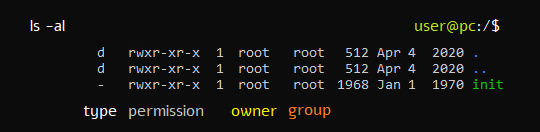 ls -al user@pc:/$
d rwxr-xr-x 1 root root 512 Apr 4 2020 .
d rwxr-xr-x 1 root root 512 Apr 4 2020 ..
- rwxr-xr-x 1 root root 1968 Jan 1 1970 init
type permission owner group